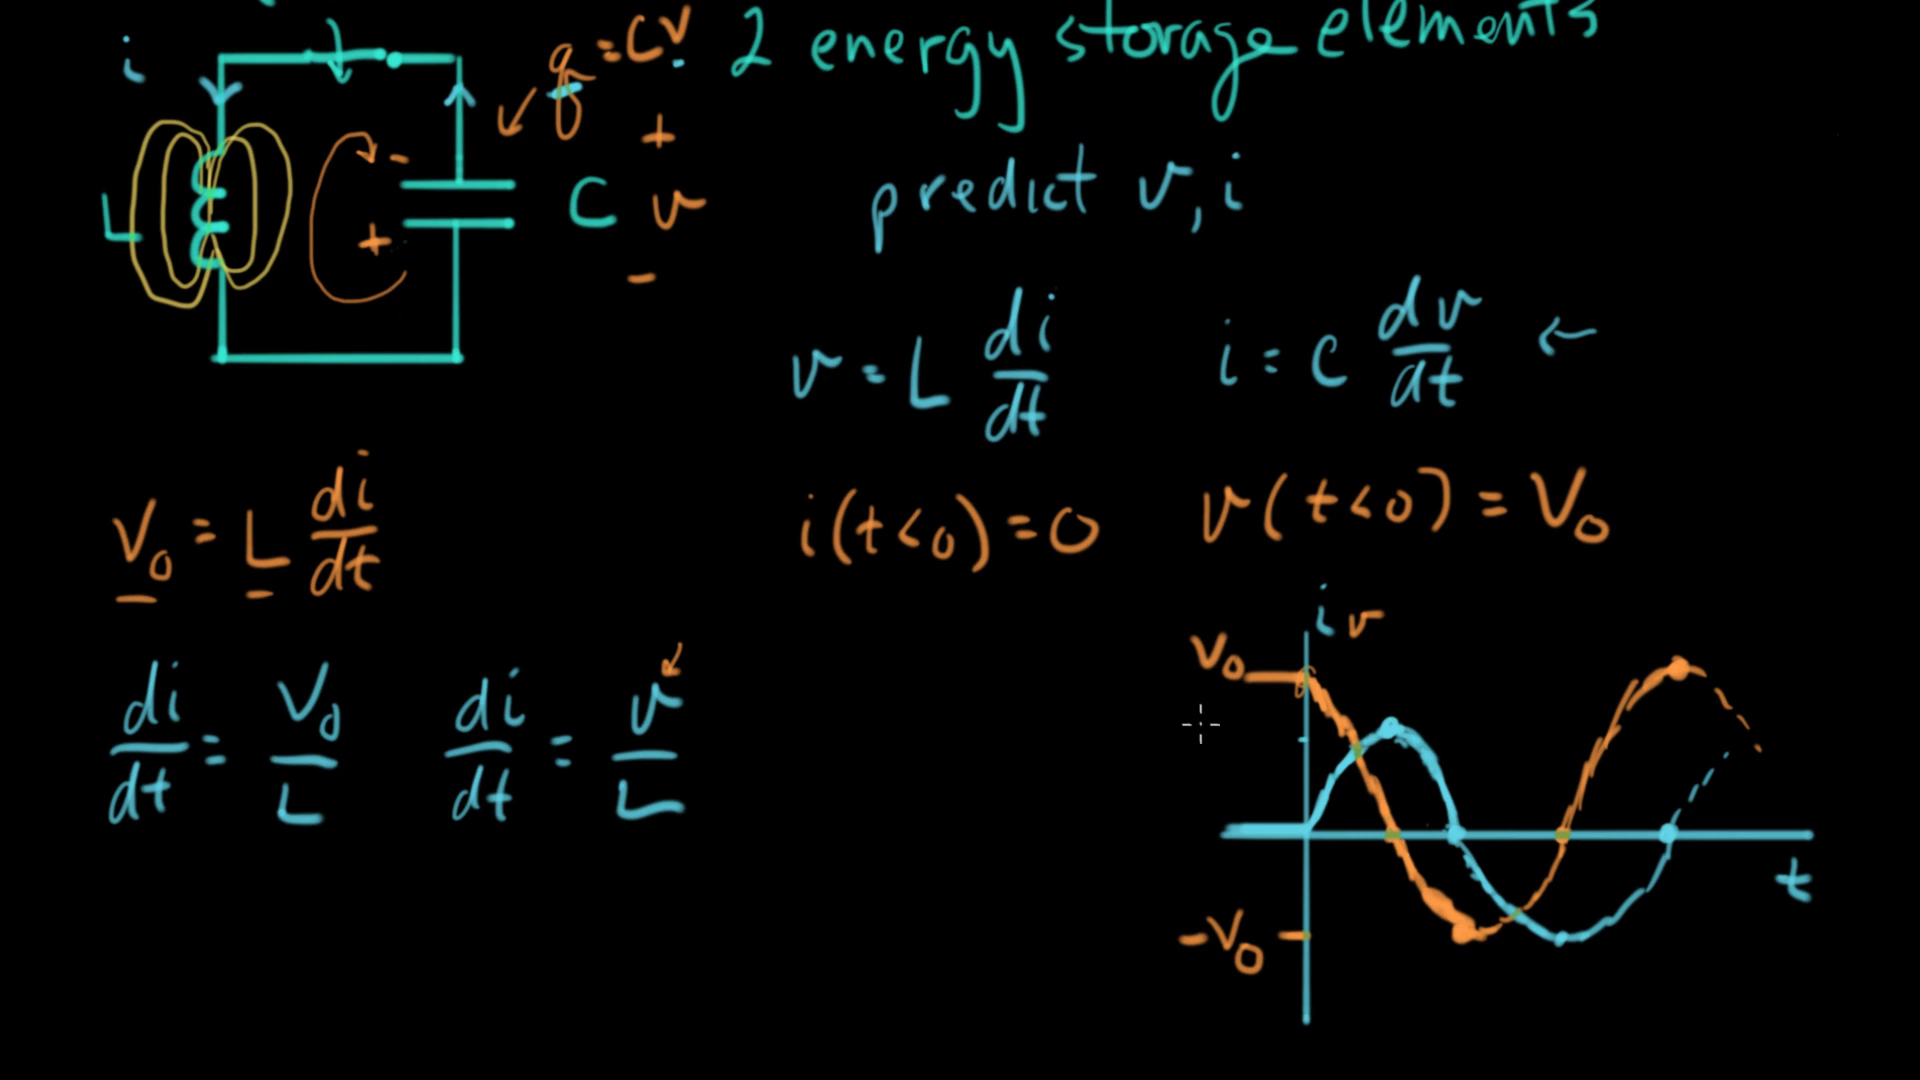 2 energy storage elements
q = Cv
i
L
-
+
C
+
v
-
predict v, i
v = L di/dt
i = C dv/dt ←
V₀ = L di/dt
i(t<0) = 0
v(t<0) = V₀
di/dt = V₀/L
di/dt = v/L
i v
V₀
t
-V₀